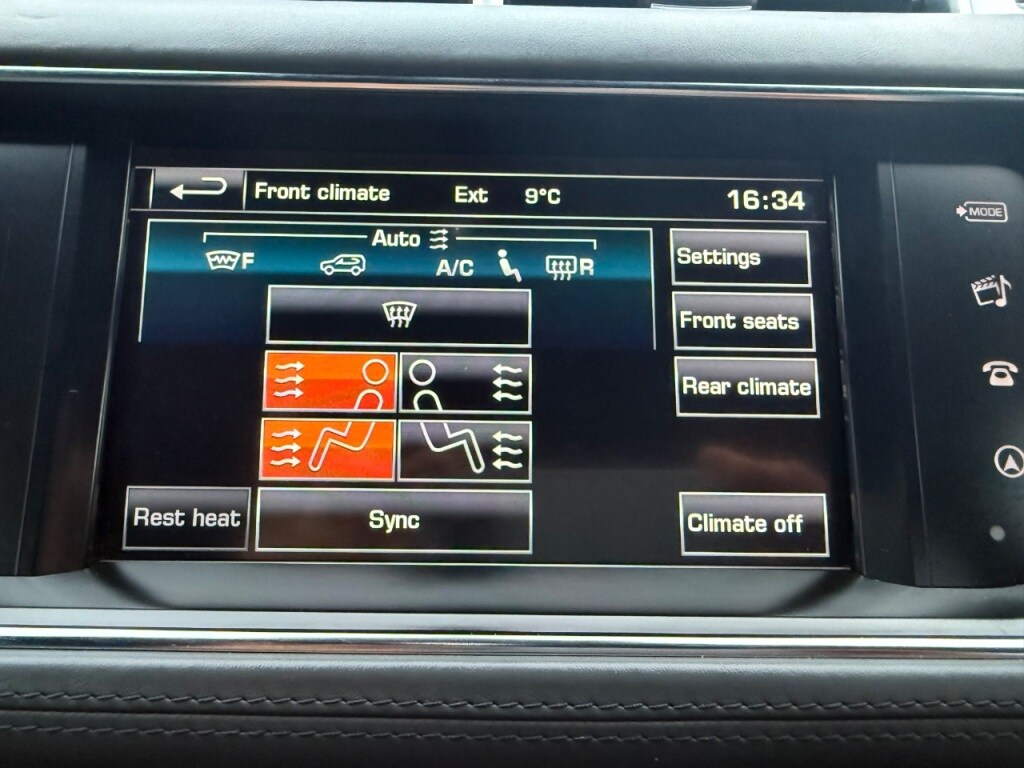 Front climate Ext 9°C 16:34
Auto
F A/C R
Settings
Front seats
Rear climate
Rest heat Sync Climate off
MODE